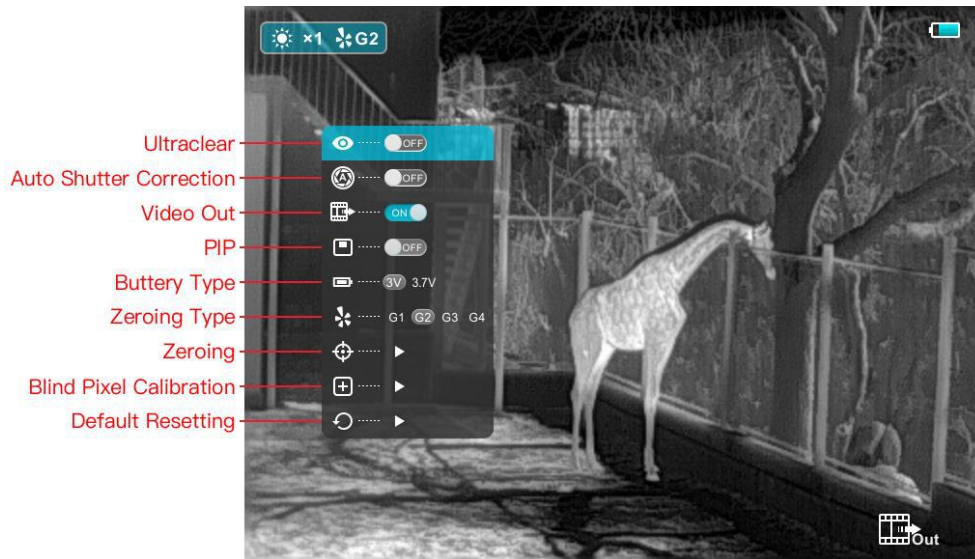 ×1 G2
Ultraclear OFF
Auto Shutter Correction OFF
Video Out ON
PIP OFF
Buttery Type 3V 3.7V
Zeroing Type G1 G2 G3 G4
Zeroing
Blind Pixel Calibration
Default Resetting
Out